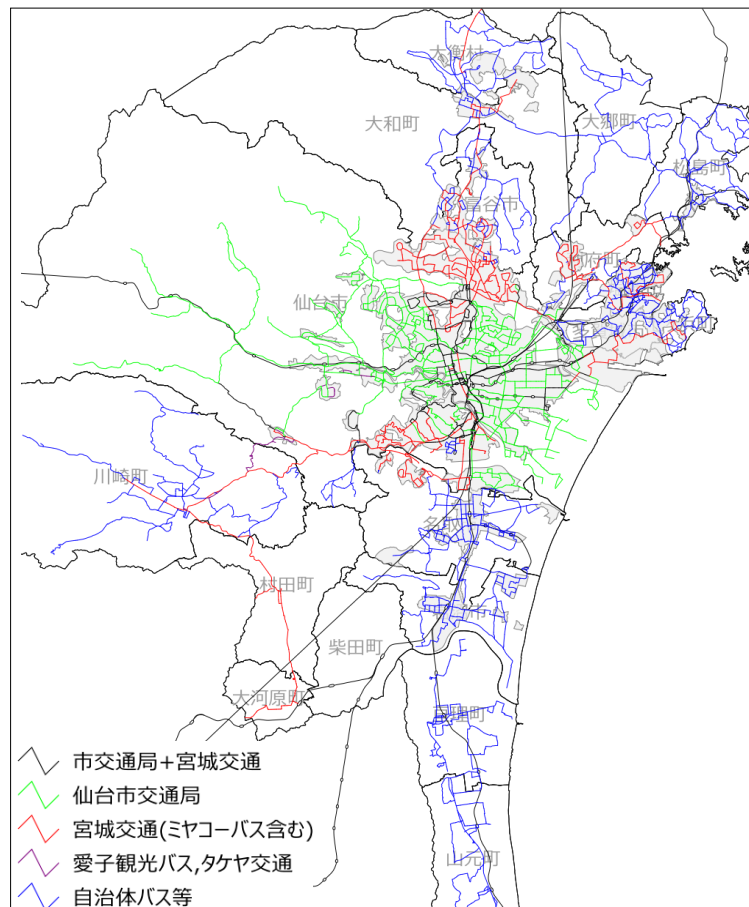 大衡村
大郷町
大和町
松島町
富谷市
利府町
仙台市
川崎町
名取
村田町
柴田町
大河原町
亘理町
山元町
市交通局+宮城交通
仙台市交通局
宮城交通(ミヤコーバス含む)
愛子観光バス,タケヤ交通
自治体バス等